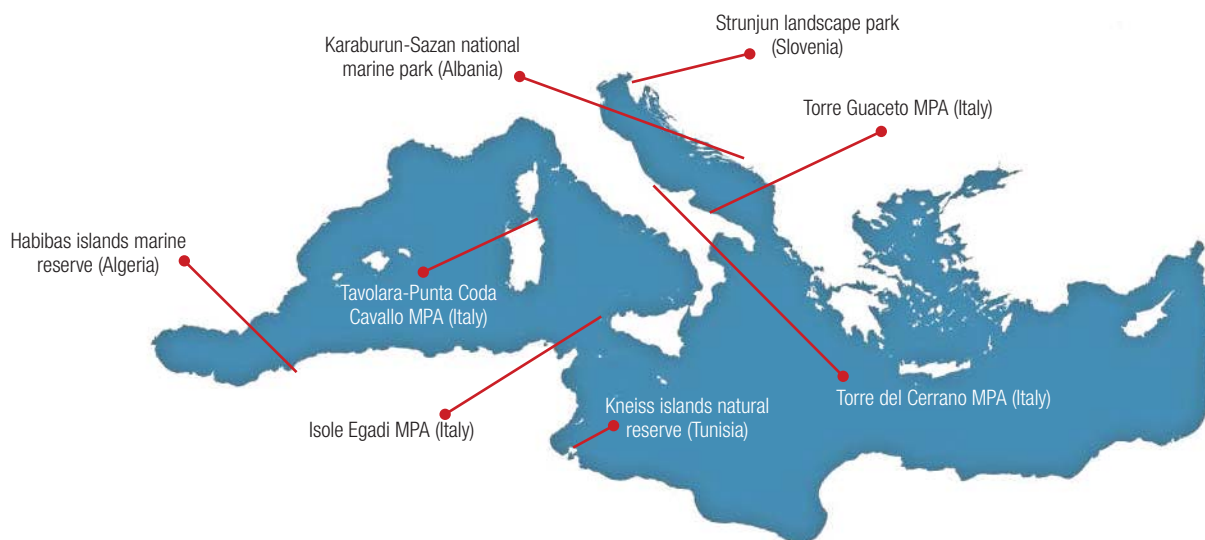 Strunjun landscape park
(Slovenia)
Karaburun-Sazan national
marine park (Albania)
Torre Guaceto MPA (Italy)
Habibas islands marine
reserve (Algeria)
Tavolara-Punta Coda
Cavallo MPA (Italy)
Torre del Cerrano MPA (Italy)
Isole Egadi MPA (Italy)
Kneiss islands natural
reserve (Tunisia)